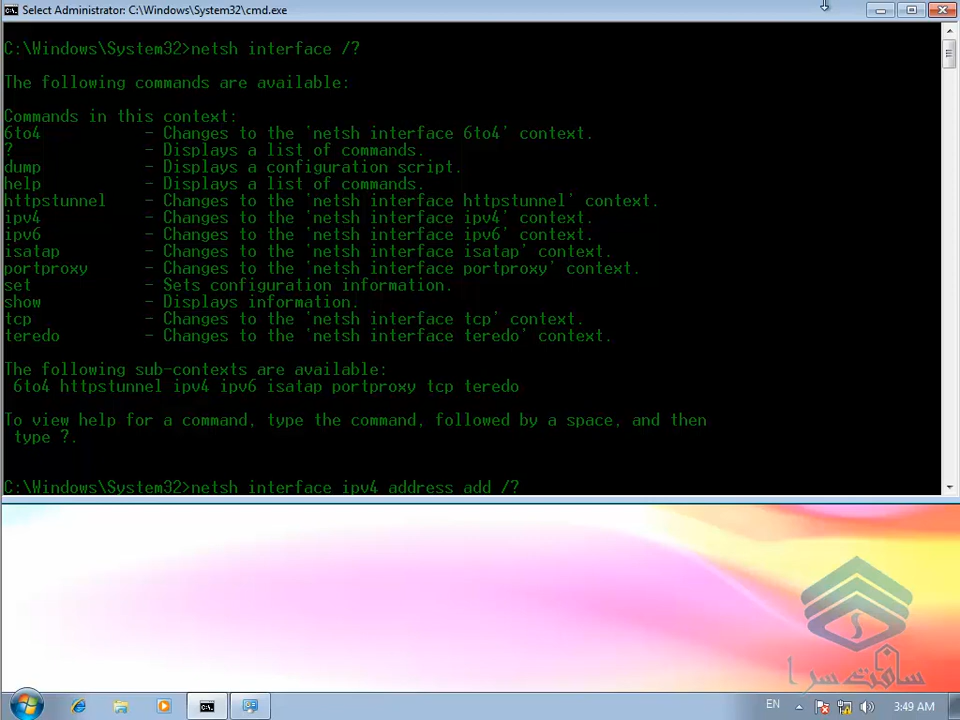 Select Administrator: C:\Windows\System32\cmd.exe
C:\Windows\System32>netsh interface /?
The following commands are available:
Commands in this context:
6to4 - Changes to the 'netsh interface 6to4' context.
? - Displays a list of commands.
dump - Displays a configuration script.
help - Displays a list of commands.
httpstunnel - Changes to the 'netsh interface httpstunnel' context.
ipv4 - Changes to the 'netsh interface ipv4' context.
ipv6 - Changes to the 'netsh interface ipv6' context.
isatap - Changes to the 'netsh interface isatap' context.
portproxy - Changes to the 'netsh interface portproxy' context.
set - Sets configuration information.
show - Displays information.
tcp - Changes to the 'netsh interface tcp' context.
teredo - Changes to the 'netsh interface teredo' context.
The following sub-contexts are available:
6to4 httpstunnel ipv4 ipv6 isatap portproxy tcp teredo
To view help for a command, type the command, followed by a space, and then
type ?.
C:\Windows\System32>netsh interface ipv4 address add /?
سافت سرا
EN
3:49 AM